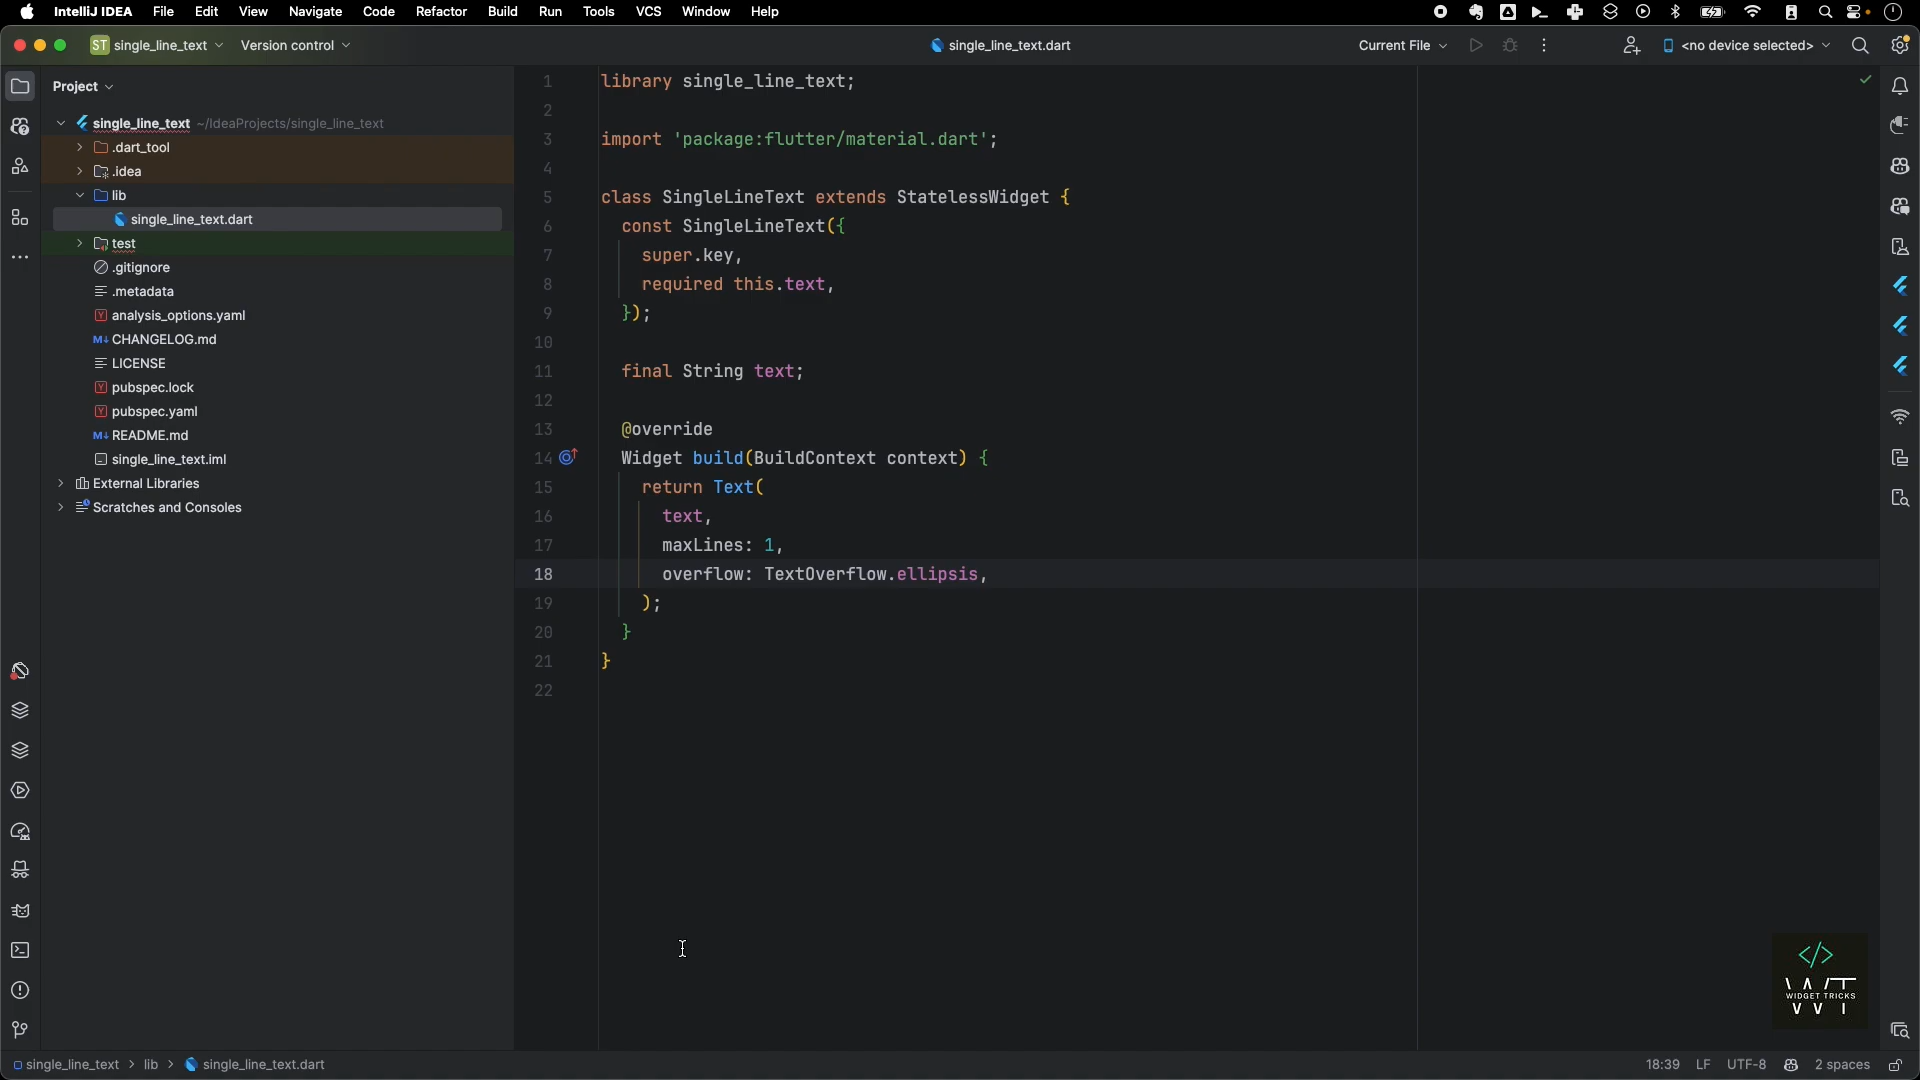 IntelliJ IDEA File Edit View Navigate Code Refactor Build Run Tools VCS Window Help
ST single_line_text Version control single_line_text.dart Current File <no device selected>
Project
single_line_text ~/IdeaProjects/single_line_text
.dart_tool
.idea
lib
single_line_text.dart
test
.gitignore
.metadata
analysis_options.yaml
CHANGELOG.md
LICENSE
pubspec.lock
pubspec.yaml
README.md
single_line_text.iml
External Libraries
Scratches and Consoles
1 library single_line_text;
2
3 import 'package:flutter/material.dart';
4
5 class SingleLineText extends StatelessWidget {
6 const SingleLineText({
7 super.key,
8 required this.text,
9 });
10
11 final String text;
12
13 @override
14 Widget build(BuildContext context) {
15 return Text(
16 text,
17 maxLines: 1,
18 overflow: TextOverflow.ellipsis,
19 );
20 }
21 }
22
</>
WT
WIDGET TRICKS
single_line_text > lib > single_line_text.dart 18:39 LF UTF-8 2 spaces